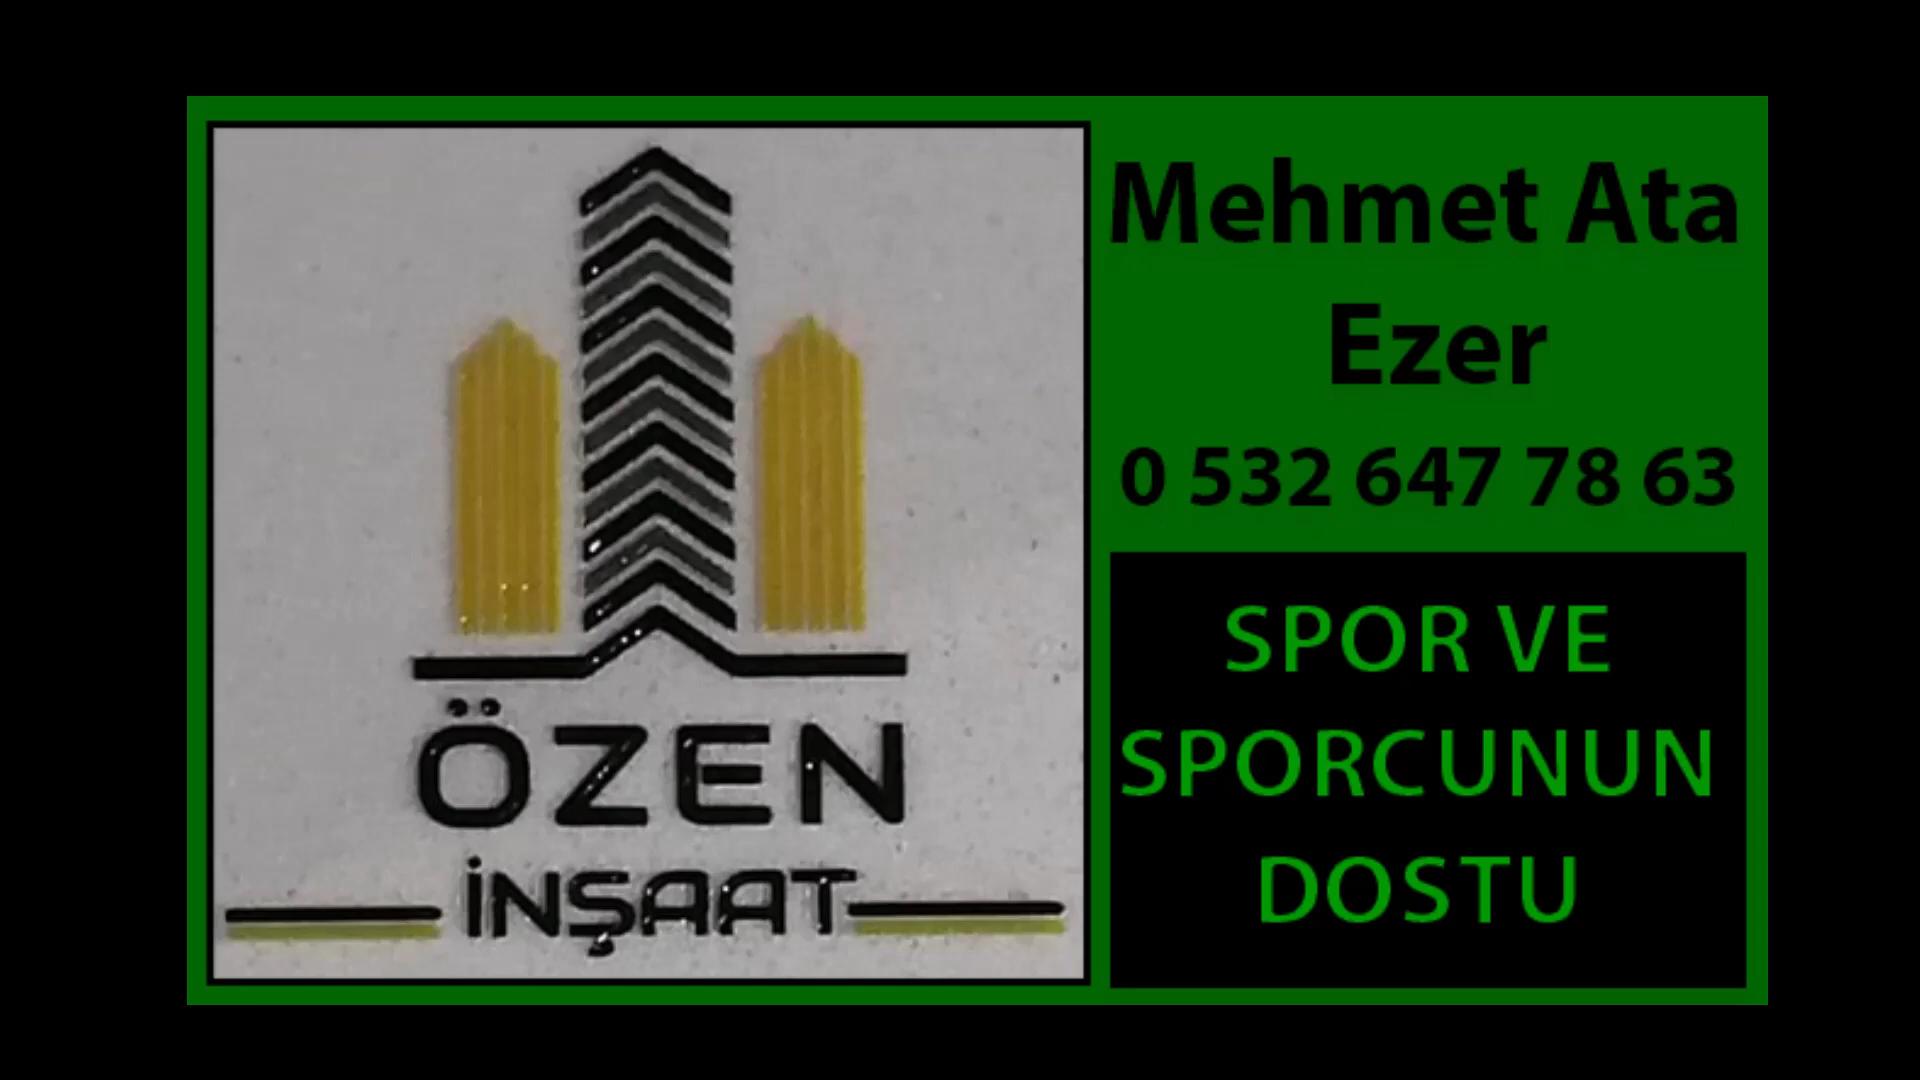 ÖZEN
İNŞAAT
Mehmet Ata
Ezer
0 532 647 78 63
SPOR VE
SPORCUNUN
DOSTU